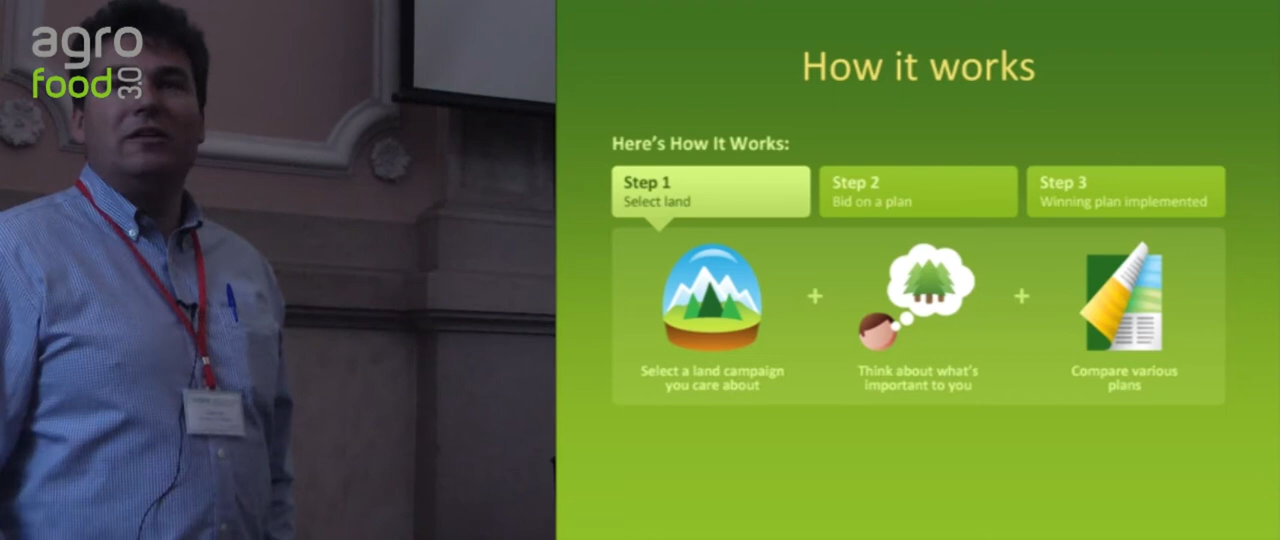 agro
food 3.0
How it works
Here's How It Works:
Step 1
Select land
Step 2
Bid on a plan
Step 3
Winning plan implemented
+
+
Select a land campaign
you care about
Think about what's
important to you
Compare various
plans